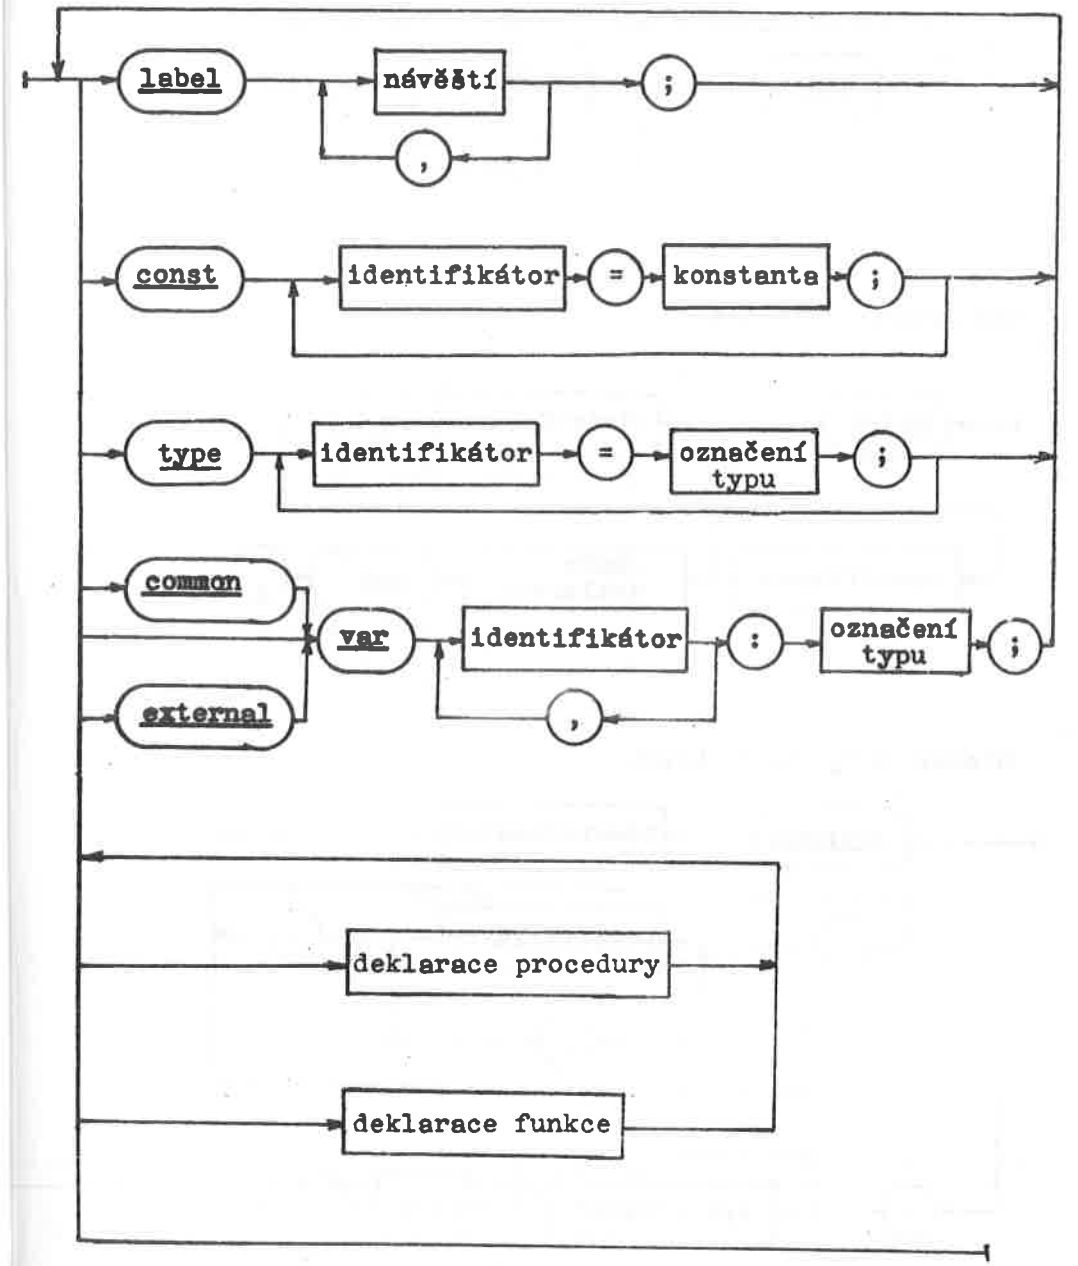 label návěští ;
,
const identifikátor = konstanta ;
type identifikátor = označení typu ;
common
var identifikátor : označení typu ;
external ,
deklarace procedury
deklarace funkce